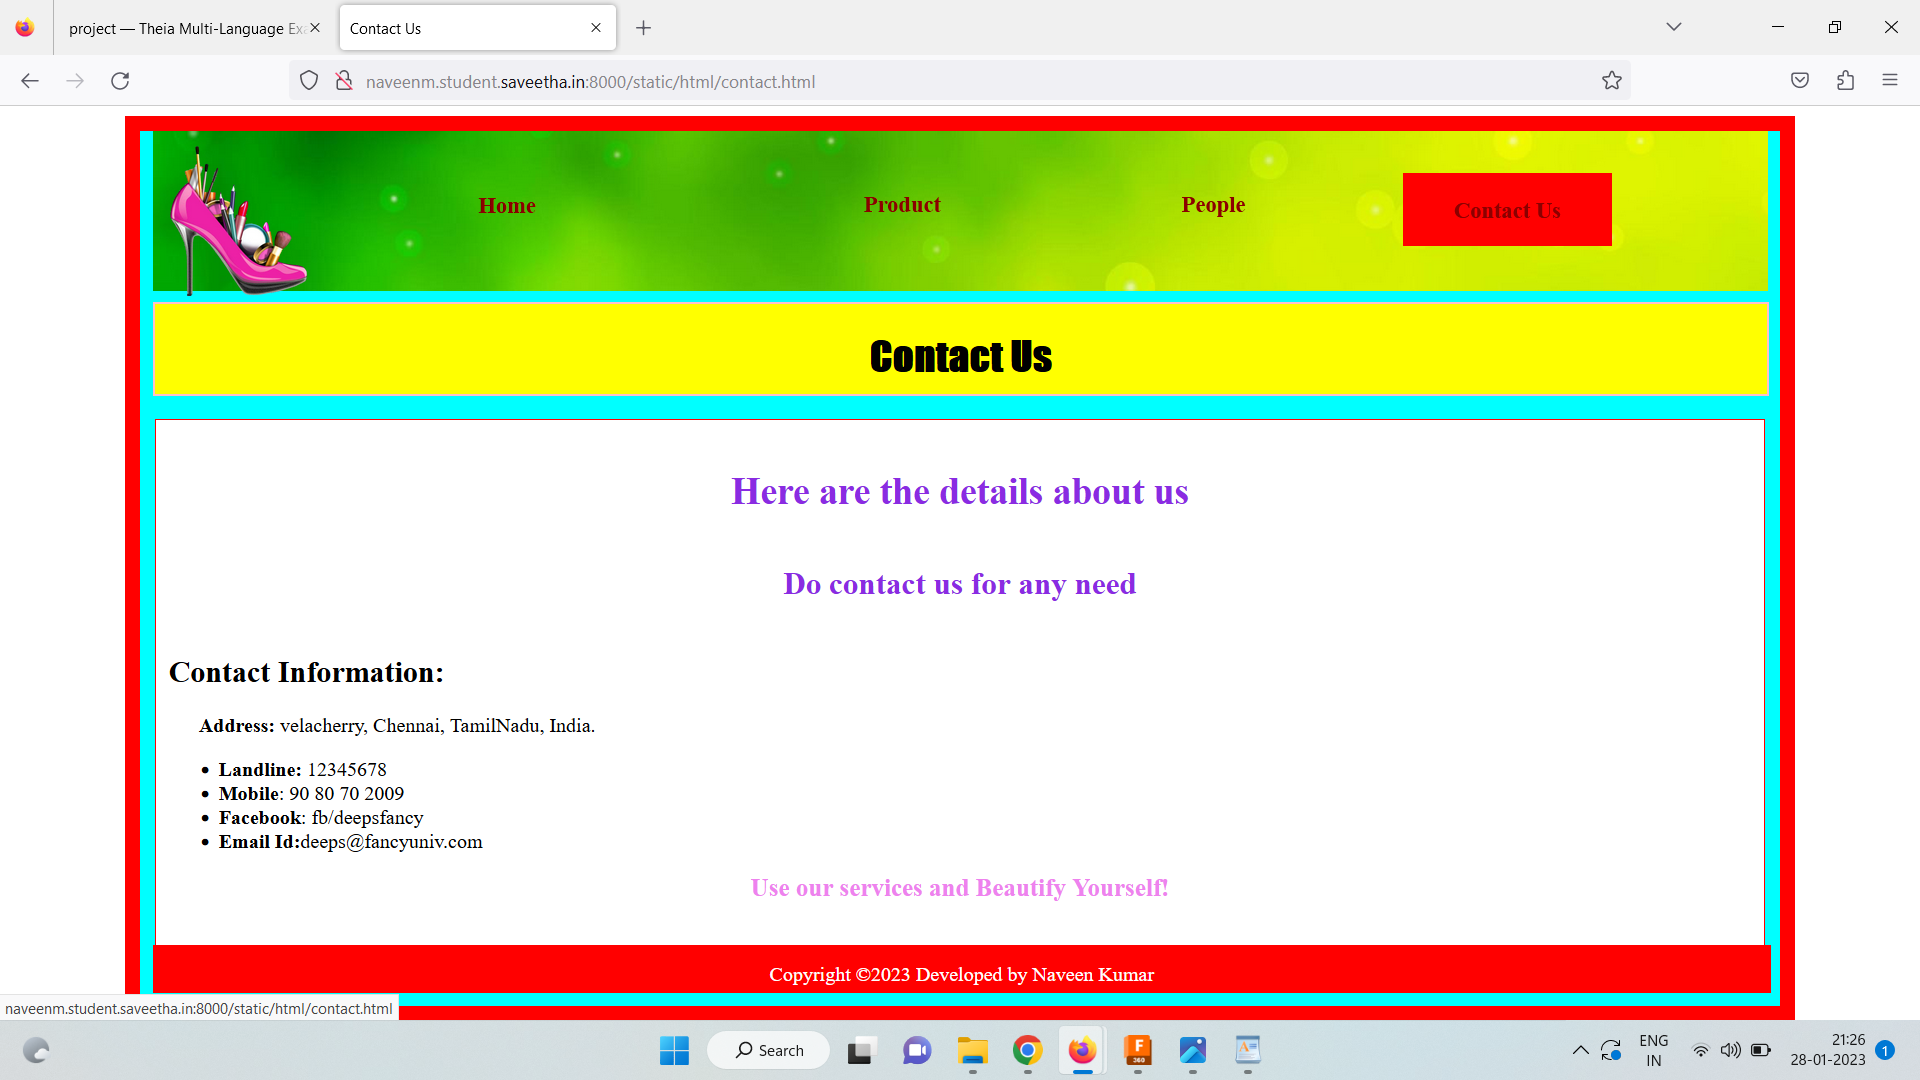 project — Theia Multi-Language Exa
Contact Us
naveenm.student.saveetha.in:8000/static/html/contact.html
Home
Product
People
Contact Us
Contact Us
Here are the details about us
Do contact us for any need
Contact Information:
Address: velacherry, Chennai, TamilNadu, India.
• Landline: 12345678
• Mobile: 90 80 70 2009
• Facebook: fb/deepsfancy
• Email Id:deeps@fancyuniv.com
Use our services and Beautify Yourself!
Copyright ©2023 Developed by Naveen Kumar
naveenm.student.saveetha.in:8000/static/html/contact.html
Search
F
360
ENG
IN
21:26
28-01-2023
1